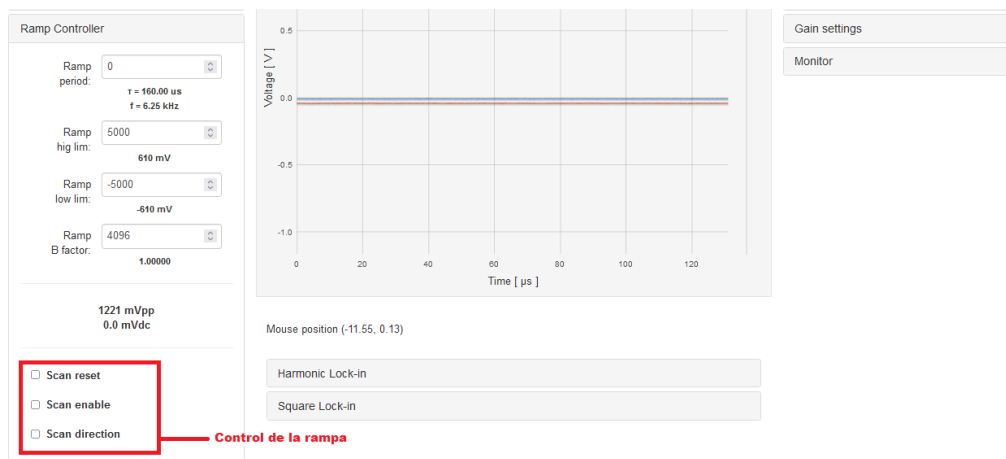 Ramp Controller
Ramp period:
0
τ = 160.00 us
f = 6.25 kHz
Ramp hig lim:
5000
610 mV
Ramp low lim:
-5000
-610 mV
Ramp B factor:
4096
1.00000
1221 mVpp
0.0 mVdc
Scan reset
Scan enable
Scan direction
Control de la rampa
Voltage [ V ]
0.5
0.0
-0.5
-1.0
0 20 40 60 80 100 120
Time [ µs ]
Mouse position (-11.55, 0.13)
Harmonic Lock-in
Square Lock-in
Gain settings
Monitor